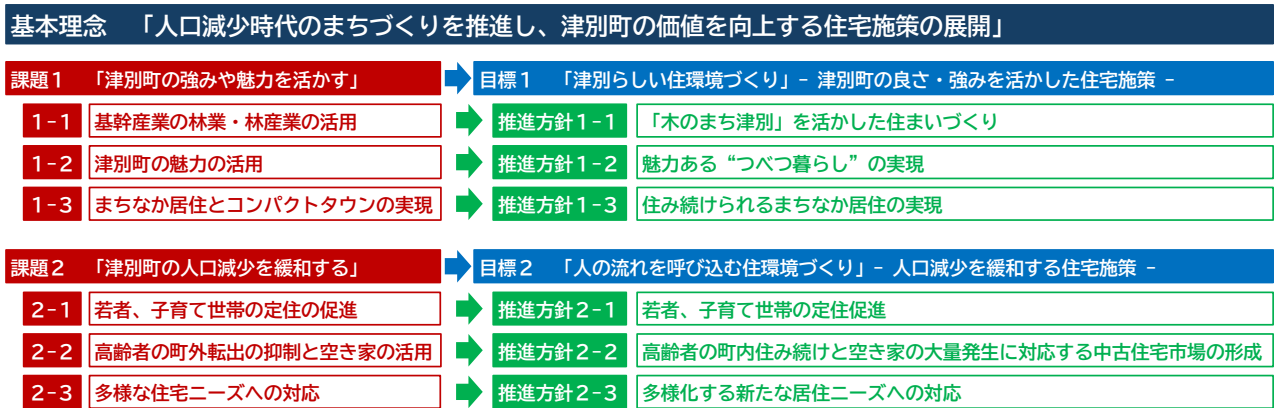 基本理念　「人口減少時代のまちづくりを推進し、津別町の価値を向上する住宅施策の展開」
課題１　「津別町の強みや魅力を活かす」　目標１　「津別らしい住環境づくり」- 津別町の良さ・強みを活かした住宅施策 -
１-１　基幹産業の林業・林産業の活用　推進方針１-１　「木のまち津別」を活かした住まいづくり
１-２　津別町の魅力の活用　推進方針１-２　魅力ある“つべつ暮らし”の実現
１-３　まちなか居住とコンパクトタウンの実現　推進方針１-３　住み続けられるまちなか居住の実現
課題２　「津別町の人口減少を緩和する」　目標２　「人の流れを呼び込む住環境づくり」- 人口減少を緩和する住宅施策 -
２-１　若者、子育て世帯の定住の促進　推進方針２-１　若者、子育て世帯の定住促進
２-２　高齢者の町外転出の抑制と空き家の活用　推進方針２-２　高齢者の町内住み続けと空き家の大量発生に対応する中古住宅市場の形成
２-３　多様な住宅ニーズへの対応　推進方針２-３　多様化する新たな居住ニーズへの対応